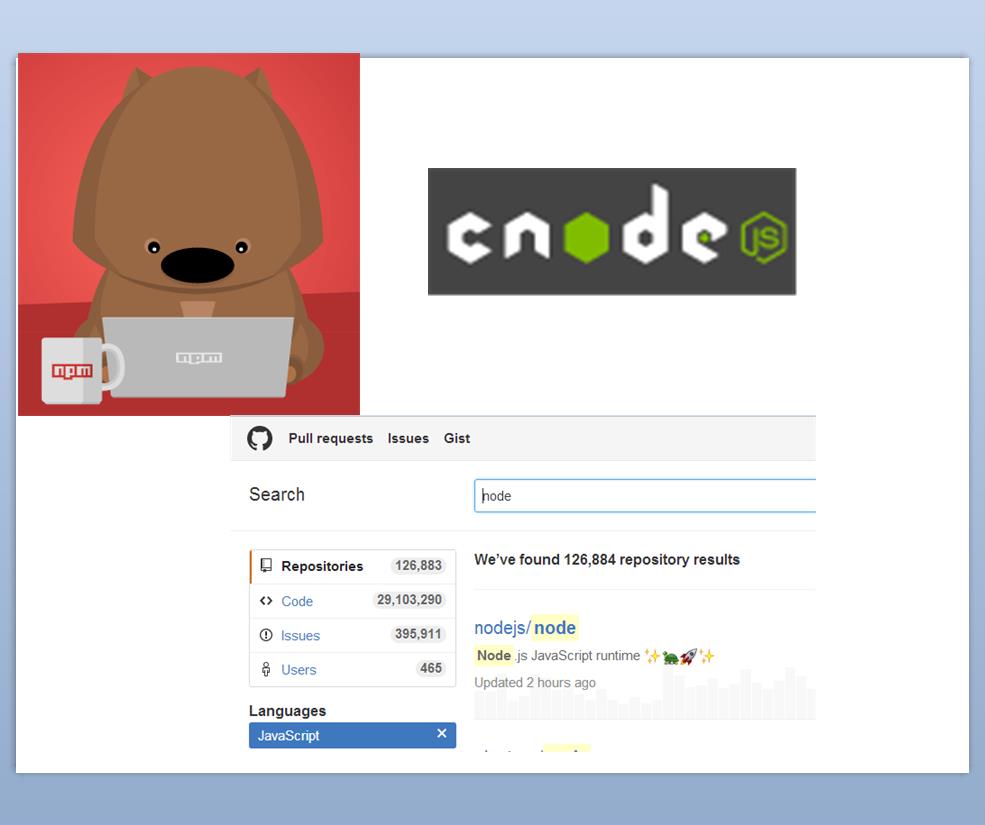 npm
npm
cnode JS
Pull requests Issues Gist
Search
node
Repositories 126,883
Code 29,103,290
Issues 395,911
Users 465
Languages
JavaScript
We've found 126,884 repository results
nodejs/node
Node.js JavaScript runtime ✨🐢🚀✨
Updated 2 hours ago